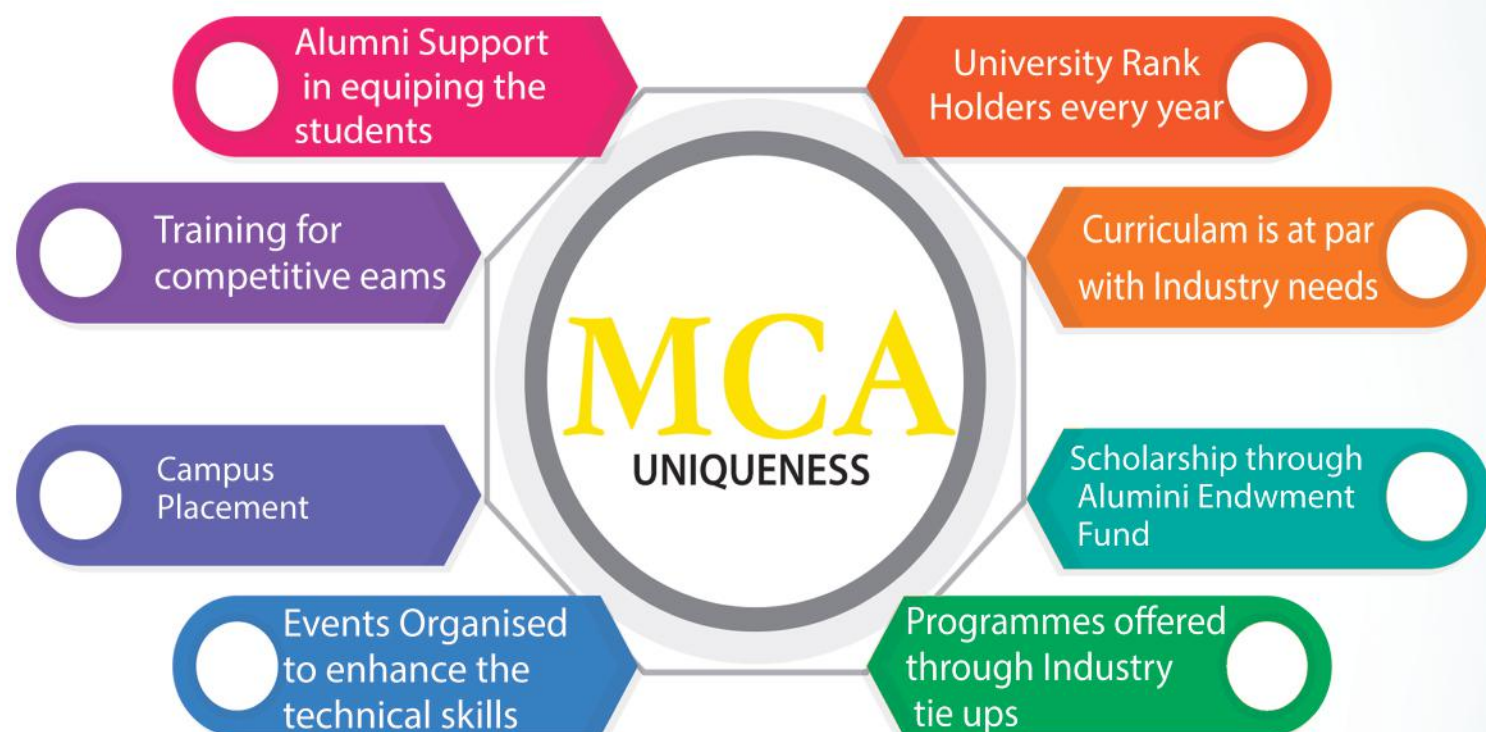 Alumni Support
in equiping the
students
University Rank
Holders every year
Training for
competitive eams
Curriculam is at par
with Industry needs
MCA
UNIQUENESS
Campus
Placement
Scholarship through
Alumini Endwment
Fund
Events Organised
to enhance the
technical skills
Programmes offered
through Industry
tie ups